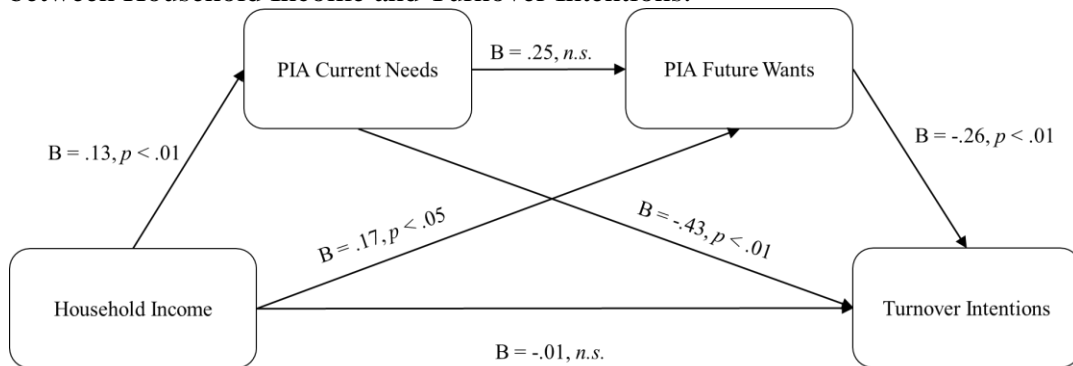 between Household Income and Turnover Intentions.
PIA Current Needs
B = .25, n.s.
PIA Future Wants
B = .13, p < .01
B = -.26, p < .01
B = .17, p < .05
B = -.43, p < .01
Household Income
Turnover Intentions
B = -.01, n.s.